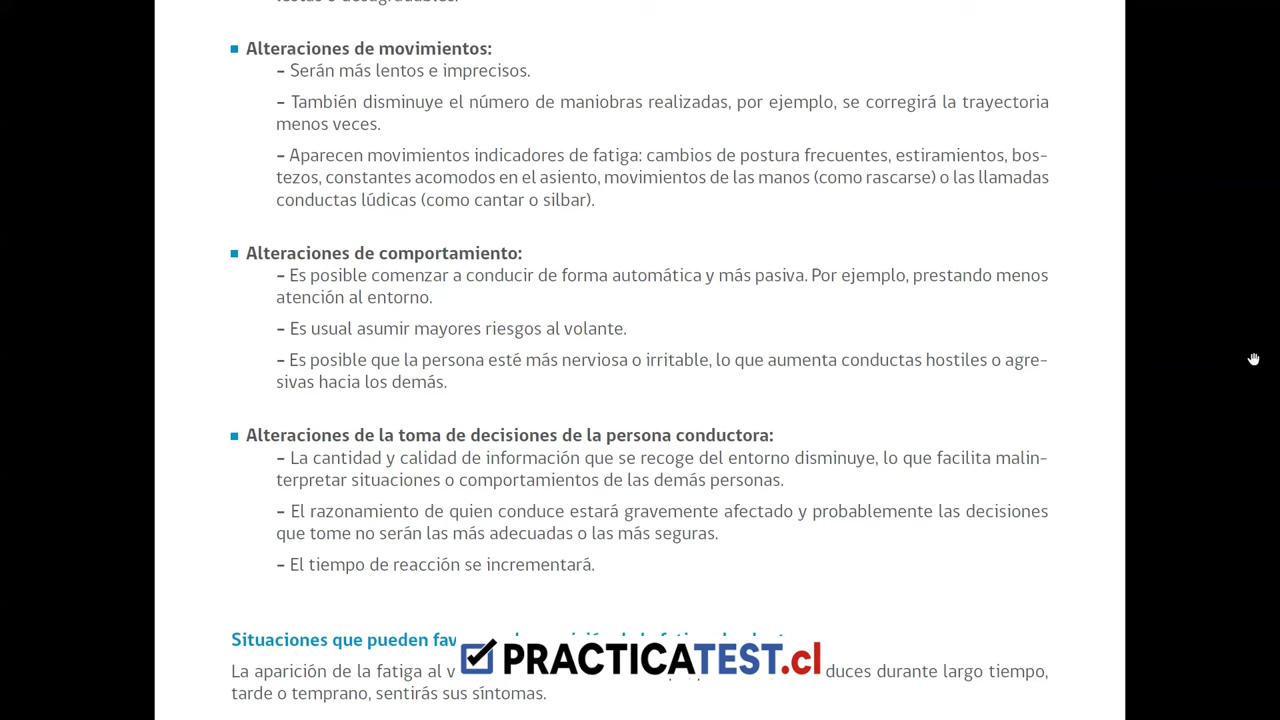 Alteraciones de movimientos:
– Serán más lentos e imprecisos.
– También disminuye el número de maniobras realizadas, por ejemplo, se corregirá la trayectoria
menos veces.
– Aparecen movimientos indicadores de fatiga: cambios de postura frecuentes, estiramientos, bos-
tezos, constantes acomodos en el asiento, movimientos de las manos (como rascarse) o las llamadas
conductas lúdicas (como cantar o silbar).
Alteraciones de comportamiento:
– Es posible comenzar a conducir de forma automática y más pasiva. Por ejemplo, prestando menos
atención al entorno.
– Es usual asumir mayores riesgos al volante.
– Es posible que la persona esté más nerviosa o irritable, lo que aumenta conductas hostiles o agre-
sivas hacia los demás.
Alteraciones de la toma de decisiones de la persona conductora:
– La cantidad y calidad de información que se recoge del entorno disminuye, lo que facilita malin-
terpretar situaciones o comportamientos de las demás personas.
– El razonamiento de quien conduce estará gravemente afectado y probablemente las decisiones
que tome no serán las más adecuadas o las más seguras.
– El tiempo de reacción se incrementará.
Situaciones que pueden fav
PRACTICATEST.cl
La aparición de la fatiga al v duces durante largo tiempo,
tarde o temprano, sentirás sus síntomas.